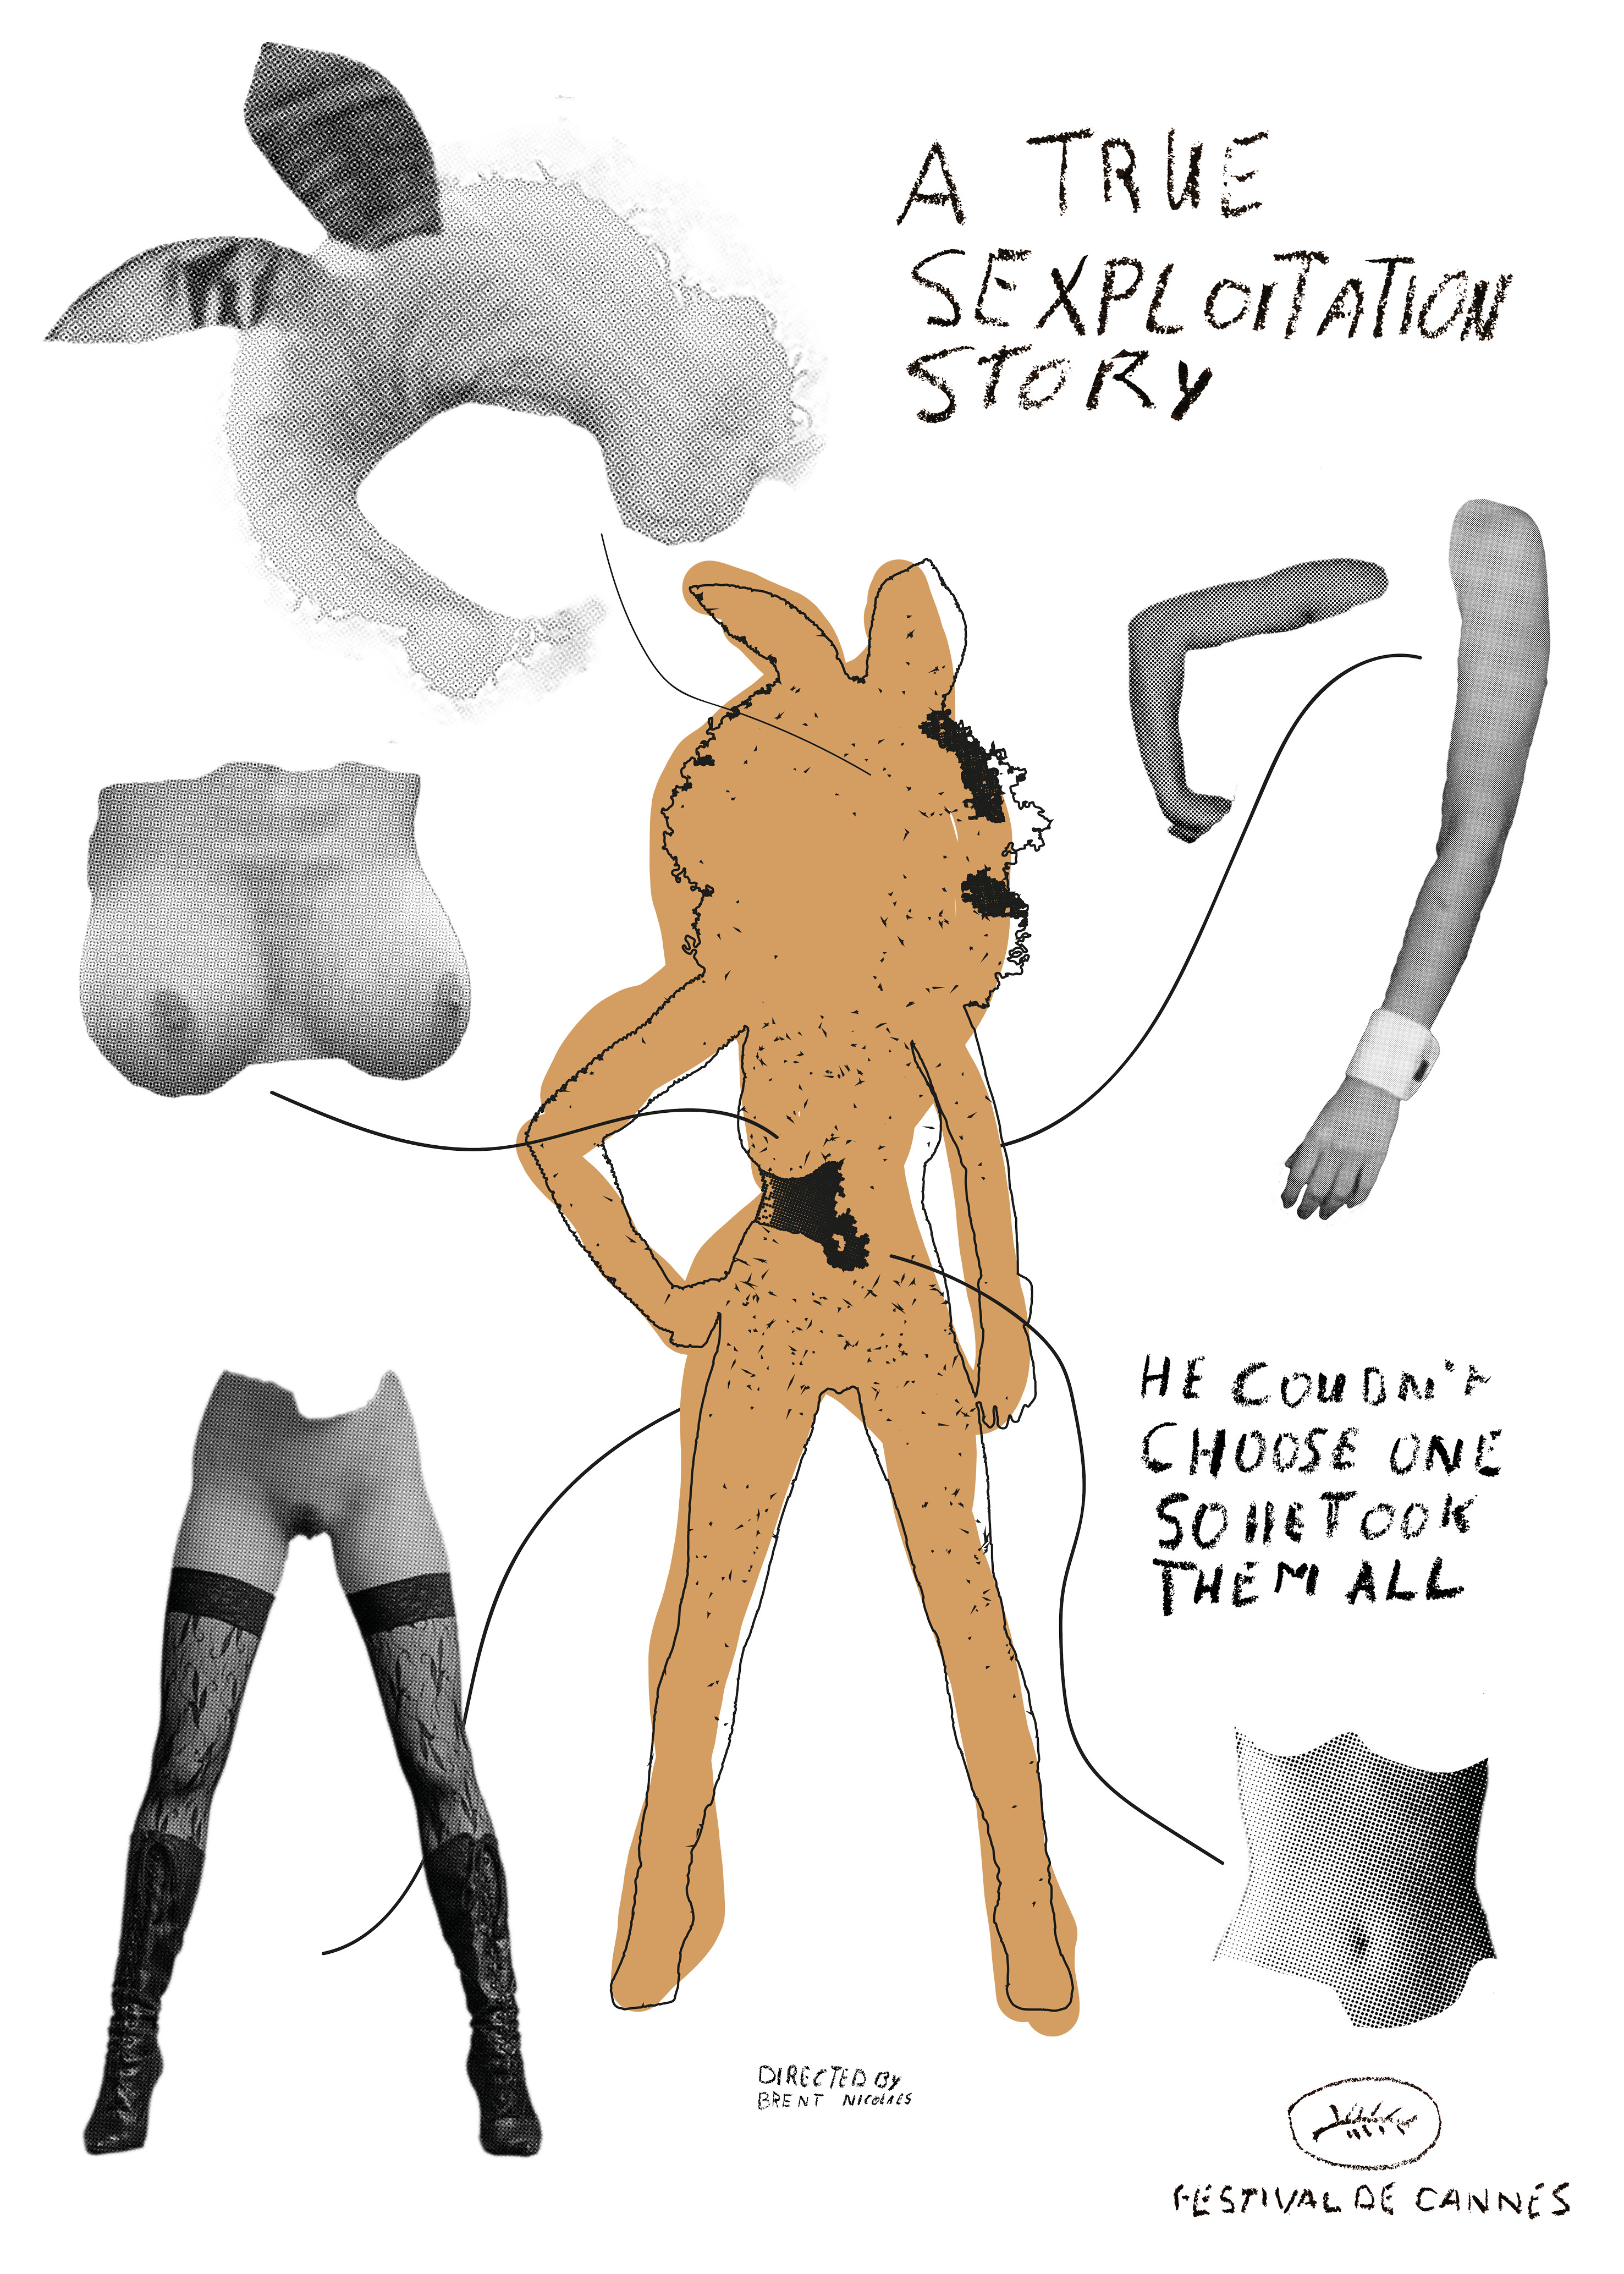 A TRUE
SEXPLOITATION
STORY
HE COUDN'T
CHOOSE ONE
SO HE TOOK
THEM ALL
DIRECTED BY
BRENT NICOLAES
FESTIVAL DE CANNES